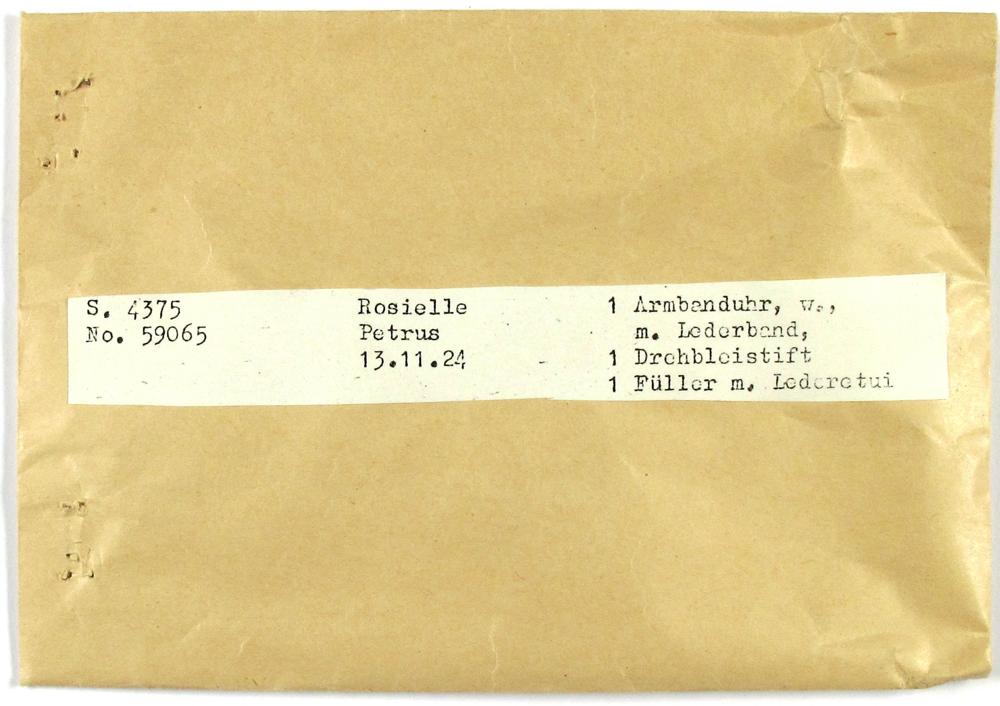 S. 4375
No. 59065
Rosielle
Petrus
13.11.24
1 Armbanduhr, w.,
m. Lederband,
1 Drehbleistift
1 Füller m. Lederetui